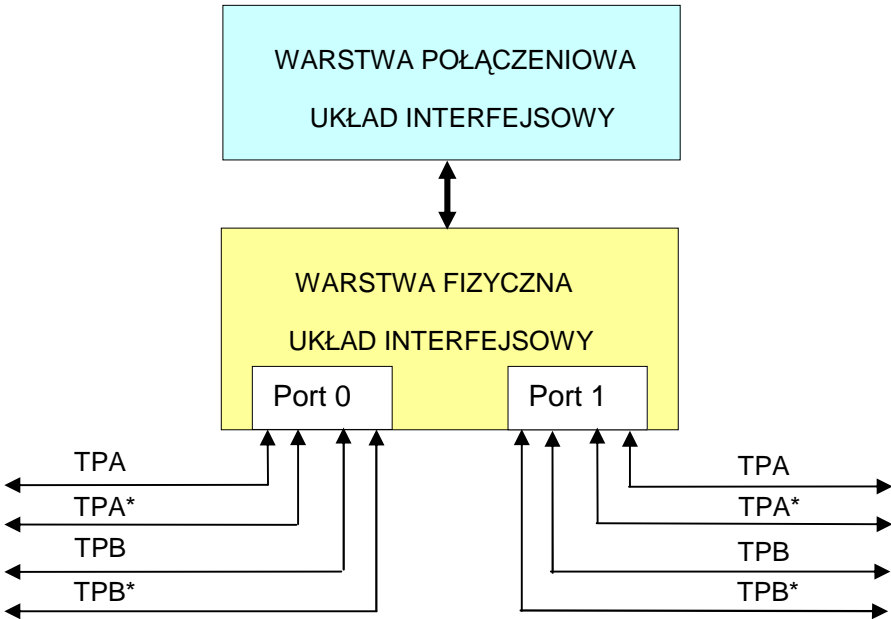 WARSTWA POŁĄCZENIOWA
UKŁAD INTERFEJSOWY
WARSTWA FIZYCZNA
UKŁAD INTERFEJSOWY
Port 0
Port 1
TPA
TPA*
TPB
TPB*
TPA
TPA*
TPB
TPB*